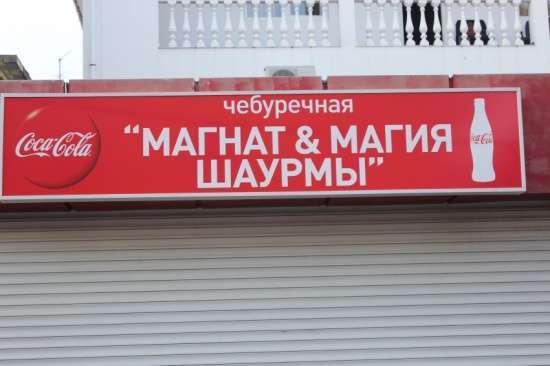 чебуречная
Coca-Cola
“МАГНАТ & МАГИЯ
ШАУРМЫ”
Coca-Cola